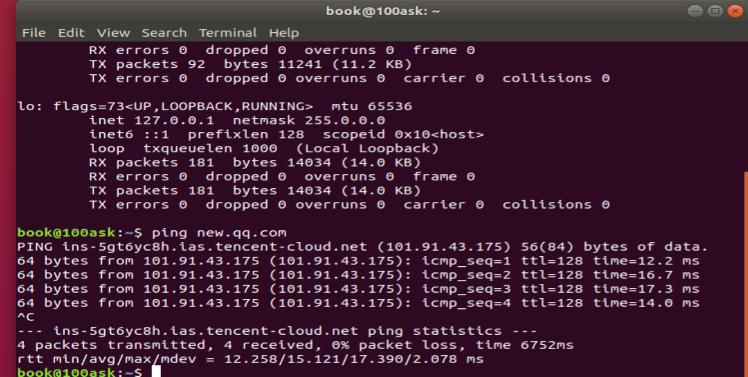 book@100ask: ~
File Edit View Search Terminal Help
RX errors 0 dropped 0 overruns 0 frame 0
TX packets 92 bytes 11241 (11.2 KB)
TX errors 0 dropped 0 overruns 0 carrier 0 collisions 0
lo: flags=73<UP,LOOPBACK,RUNNING> mtu 65536
inet 127.0.0.1 netmask 255.0.0.0
inet6 ::1 prefixlen 128 scopeid 0x10<host>
loop txqueuelen 1000 (Local Loopback)
RX packets 181 bytes 14034 (14.0 KB)
RX errors 0 dropped 0 overruns 0 frame 0
TX packets 181 bytes 14034 (14.0 KB)
TX errors 0 dropped 0 overruns 0 carrier 0 collisions 0
book@100ask:~$ ping new.qq.com
PING ins-5gt6yc8h.ias.tencent-cloud.net (101.91.43.175) 56(84) bytes of data.
64 bytes from 101.91.43.175 (101.91.43.175): icmp_seq=1 ttl=128 time=12.2 ms
64 bytes from 101.91.43.175 (101.91.43.175): icmp_seq=2 ttl=128 time=16.7 ms
64 bytes from 101.91.43.175 (101.91.43.175): icmp_seq=3 ttl=128 time=17.3 ms
64 bytes from 101.91.43.175 (101.91.43.175): icmp_seq=4 ttl=128 time=14.0 ms
^C
--- ins-5gt6yc8h.ias.tencent-cloud.net ping statistics ---
4 packets transmitted, 4 received, 0% packet loss, time 6752ms
rtt min/avg/max/mdev = 12.258/15.121/17.390/2.078 ms
book@100ask:~$